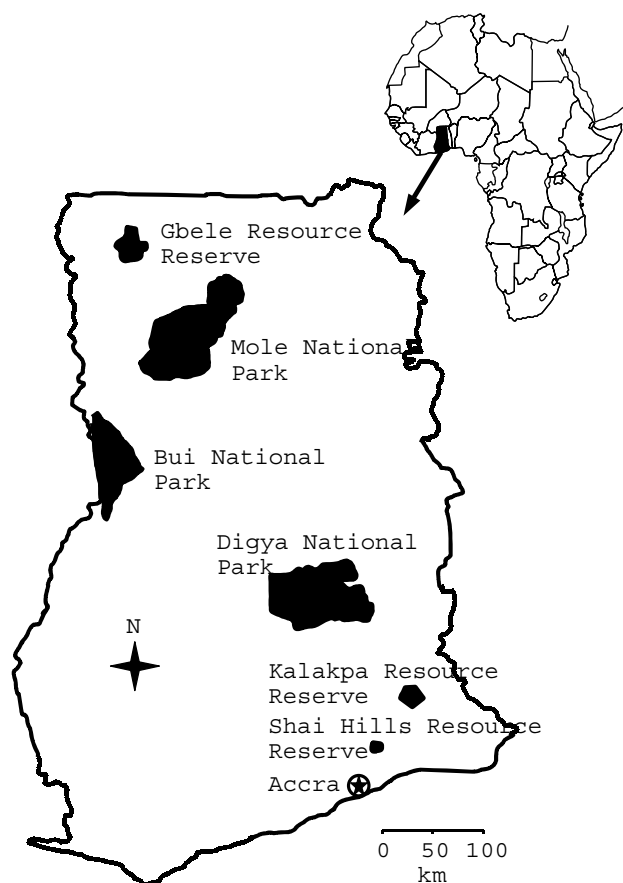 Gbele Resource
Reserve
Mole National
Park
Bui National
Park
Digya National
Park
N
Kalakpa Resource
Reserve
Shai Hills Resource
Reserve
Accra
0 50 100
km